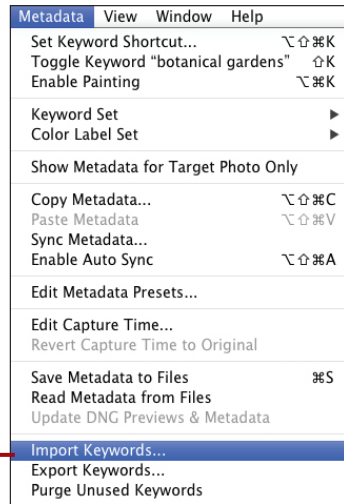 Metadata View Window Help
Set Keyword Shortcut... ⌥⇧⌘K
Toggle Keyword “botanical gardens” ⇧K
Enable Painting ⌥⌘K
Keyword Set ▶
Color Label Set ▶
Show Metadata for Target Photo Only
Copy Metadata... ⌥⇧⌘C
Paste Metadata ⌥⇧⌘V
Sync Metadata...
Enable Auto Sync ⌥⇧⌘A
Edit Metadata Presets...
Edit Capture Time...
Revert Capture Time to Original
Save Metadata to Files ⌘S
Read Metadata from Files
Update DNG Previews & Metadata
Import Keywords...
Export Keywords...
Purge Unused Keywords